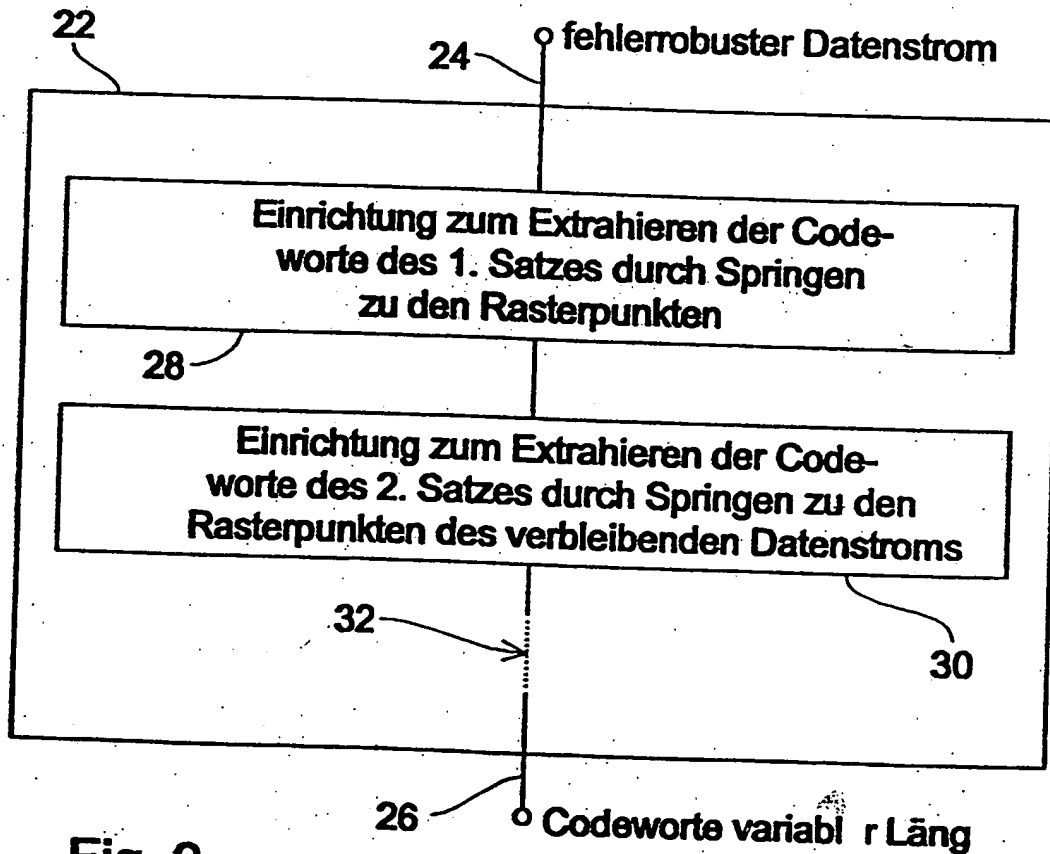 22
24
fehlerrobuster Datenstrom
Einrichtung zum Extrahieren der Code-
worte des 1. Satzes durch Springen
zu den Rasterpunkten
28
Einrichtung zum Extrahieren der Code-
worte des 2. Satzes durch Springen zu den
Rasterpunkten des verbleibenden Datenstroms
32
30
26
Codeworte variabl r Läng